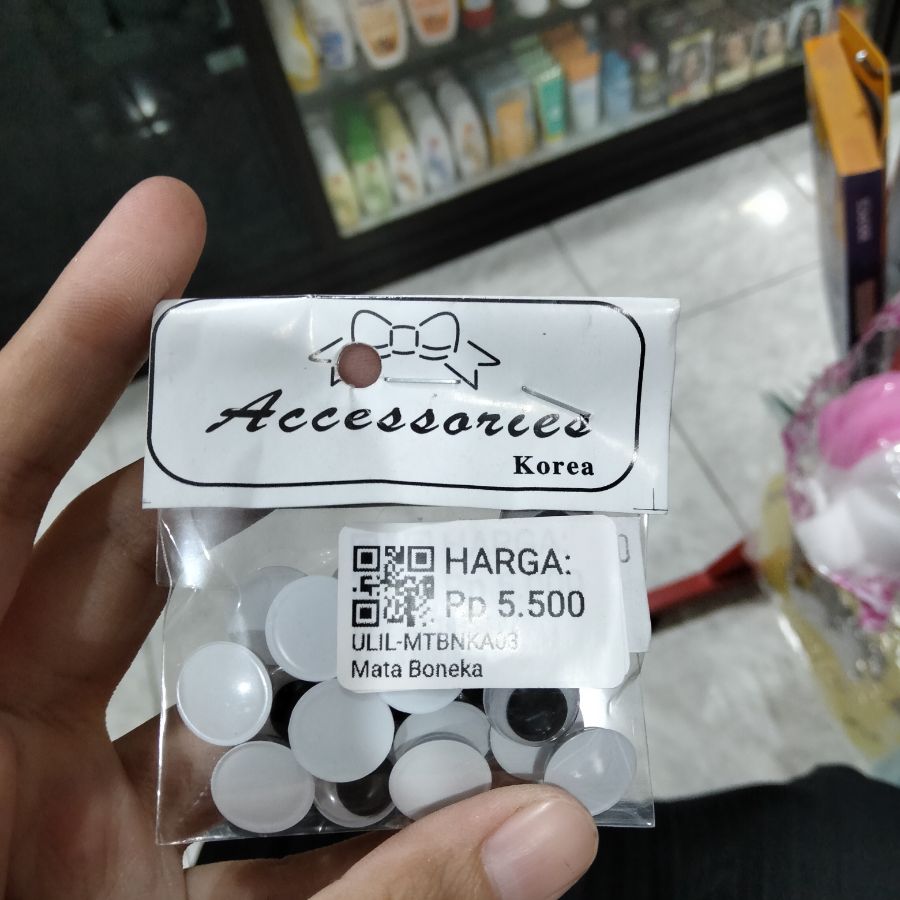 Accessories
Korea
HARGA:
Rp 5.500
ULIL-MTBNKA03
Mata Boneka